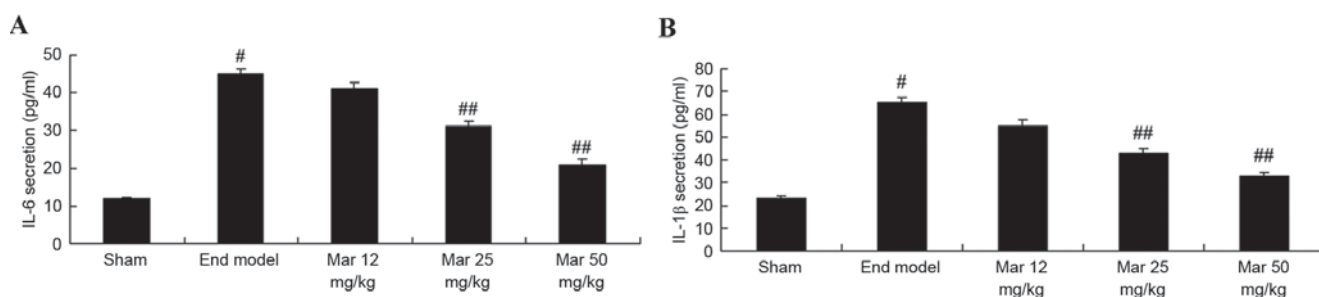 A
IL-6 secretion (pg/ml)
50
40
30
20
10
0
#
##
##
Sham
End model
Mar 12
mg/kg
Mar 25
mg/kg
Mar 50
mg/kg
B
IL-1β secretion (pg/ml)
80
70
60
50
40
30
20
10
0
#
##
##
Sham
End model
Mar 12
mg/kg
Mar 25
mg/kg
Mar 50
mg/kg